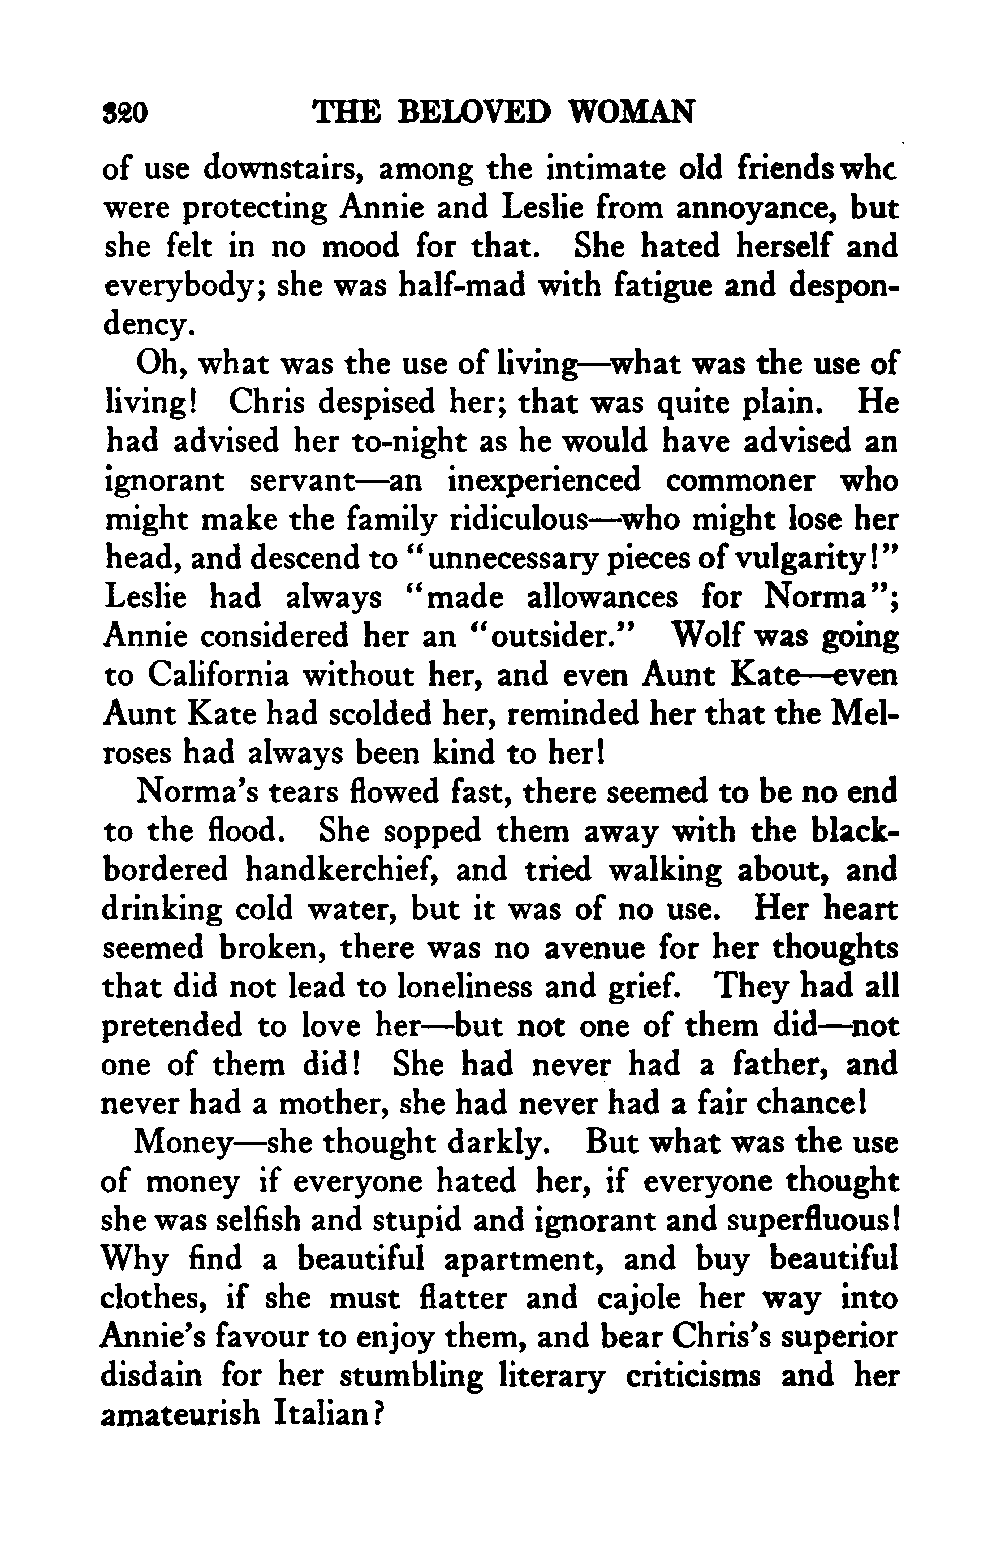 320 THE BELOVED WOMAN
of use downstairs, among the intimate old friends whc
were protecting Annie and Leslie from annoyance, but
she felt in no mood for that. She hated herself and
everybody; she was half-mad with fatigue and despon-
dency.
Oh, what was the use of living—what was the use of
living! Chris despised her; that was quite plain. He
had advised her to-night as he would have advised an
ignorant servant—an inexperienced commoner who
might make the family ridiculous—who might lose her
head, and descend to "unnecessary pieces of vulgarity!"
Leslie had always "made allowances for Norma";
Annie considered her an "outsider." Wolf was going
to California without her, and even Aunt Kate—even
Aunt Kate had scolded her, reminded her that the Mel-
roses had always been kind to her!
Norma's tears flowed fast, there seemed to be no end
to the flood. She sopped them away with the black-
bordered handkerchief, and tried walking about, and
drinking cold water, but it was of no use. Her heart
seemed broken, there was no avenue for her thoughts
that did not lead to loneliness and grief. They had all
pretended to love her—but not one of them did—not
one of them did! She had never had a father, and
never had a mother, she had never had a fair chance!
Money—she thought darkly. But what was the use
of money if everyone hated her, if everyone thought
she was selfish and stupid and ignorant and superfluous!
Why find a beautiful apartment, and buy beautiful
clothes, if she must flatter and cajole her way into
Annie's favour to enjoy them, and bear Chris's superior
disdain for her stumbling literary criticisms and her
amateurish Italian?